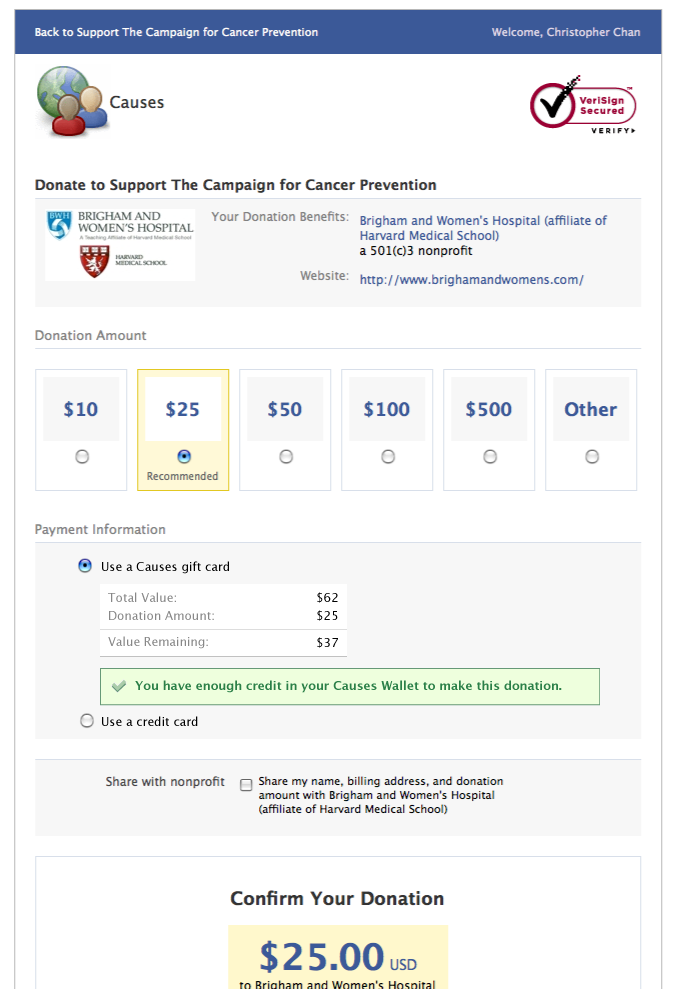 Back to Support The Campaign for Cancer Prevention
Welcome, Christopher Chan
Causes
VeriSign
Secured
™
VERIFY
Donate to Support The Campaign for Cancer Prevention
BWH
BRIGHAM AND
WOMEN'S HOSPITAL
A Teaching Affiliate of Harvard Medical School
HARVARD
MEDICAL SCHOOL
Your Donation Benefits:
Brigham and Women's Hospital (affiliate of
Harvard Medical School)
a 501(c)3 nonprofit
Website:
http://www.brighamandwomens.com/
Donation Amount
$10
$25
$50
$100
$500
Other
Recommended
Payment Information
Use a Causes gift card
Total Value: $62
Donation Amount: $25
Value Remaining: $37
You have enough credit in your Causes Wallet to make this donation.
Use a credit card
Share with nonprofit
Share my name, billing address, and donation
amount with Brigham and Women's Hospital
(affiliate of Harvard Medical School)
Confirm Your Donation
$25.00 USD
to Brigham and Women's Hospital